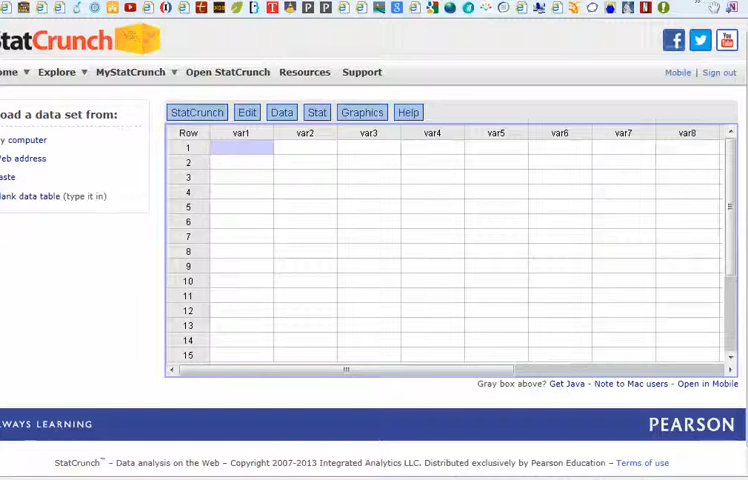 tatCrunch
ome Explore MyStatCrunch Open StatCrunch Resources Support
Mobile | Sign out
oad a data set from:
y computer
eb address
aste
lank data table (type it in)
StatCrunch Edit Data Stat Graphics Help
Row var1 var2 var3 var4 var5 var6 var7 var8
1
2
3
4
5
6
7
8
9
10
11
12
13
14
15
Gray box above? Get Java - Note to Mac users - Open in Mobile
WAYS LEARNING
PEARSON
StatCrunch™ – Data analysis on the Web – Copyright 2007-2013 Integrated Analytics LLC. Distributed exclusively by Pearson Education – Terms of use